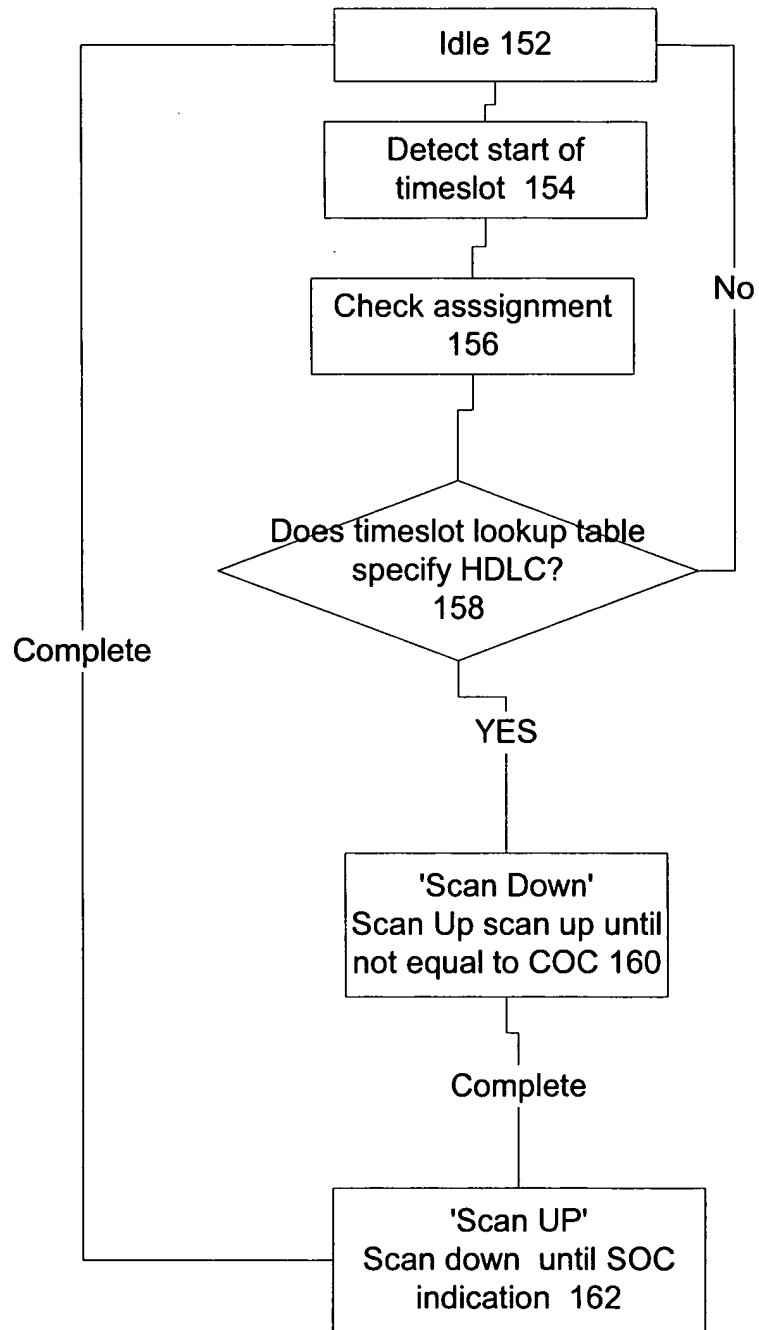 Idle 152
Detect start of
timeslot 154
Check asssignment
156
No
Does timeslot lookup table
specify HDLC?
158
Complete
YES
'Scan Down'
Scan Up scan up until
not equal to COC 160
Complete
'Scan UP'
Scan down until SOC
indication 162